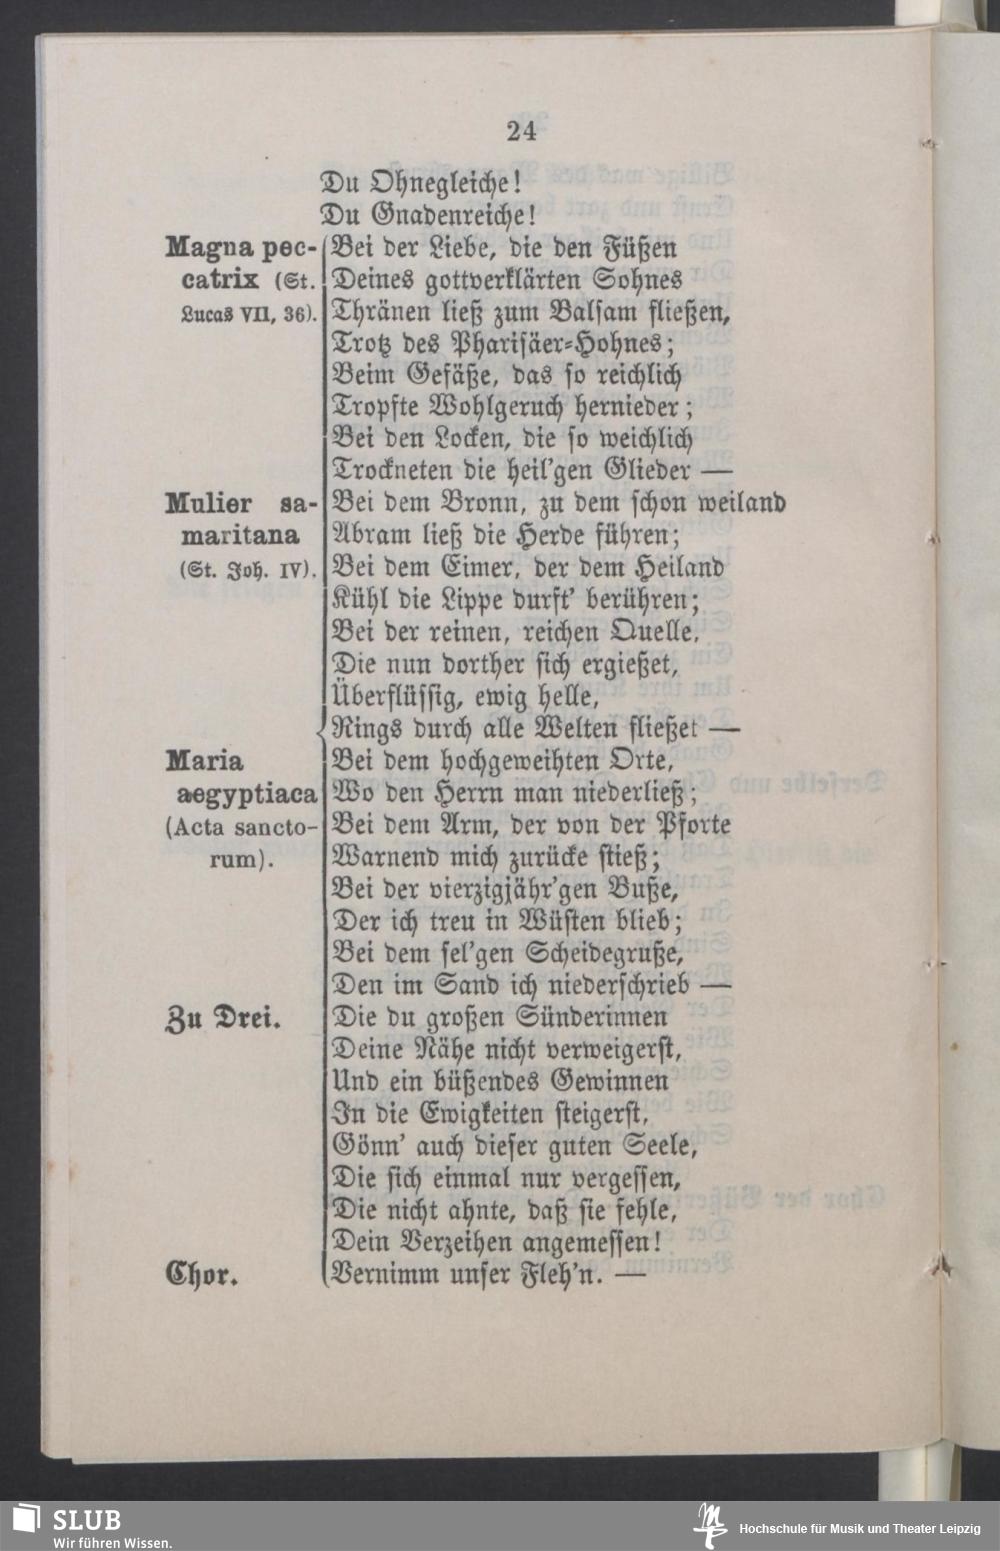 24
Du Ohnegleiche!
Du Gnadenreiche!
Magna pec- Bei der Liebe, die den Füßen
catrix (St. Deines gottverklärten Sohnes
Lucas VII, 36). Thränen ließ zum Balsam fließen,
Trotz des Pharisäer-Hohnes;
Beim Gefäße, das so reichlich
Tropfte Wohlgeruch hernieder;
Bei den Locken, die so weichlich
Trockneten die heil'gen Glieder —
Mulier sa- Bei dem Bronn, zu dem schon weiland
maritana Abram ließ die Herde führen;
(St. Joh. IV). Bei dem Eimer, der dem Heiland
Kühl die Lippe durft' berühren;
Bei der reinen, reichen Quelle,
Die nun dorther sich ergießet,
Überflüssig, ewig helle,
Rings durch alle Welten fließet —
Maria Bei dem hochgeweihten Orte,
aegyptiaca Wo den Herrn man niederließ;
(Acta sancto- Bei dem Arm, der von der Pforte
rum). Warnend mich zurücke stieß;
Bei der vierzigjähr'gen Buße,
Der ich treu in Wüsten blieb;
Bei dem sel'gen Scheidegruße,
Den im Sand ich niederschrieb —
Zu Drei. Die du großen Sünderinnen
Deine Nähe nicht verweigerst,
Und ein büßendes Gewinnen
In die Ewigkeiten steigerst,
Gönn' auch dieser guten Seele,
Die sich einmal nur vergessen,
Die nicht ahnte, daß sie fehle,
Dein Verzeihen angemessen!
Chor. Vernimm unser Fleh'n. —
SLUB
Wir führen Wissen.
Hochschule für Musik und Theater Leipzig